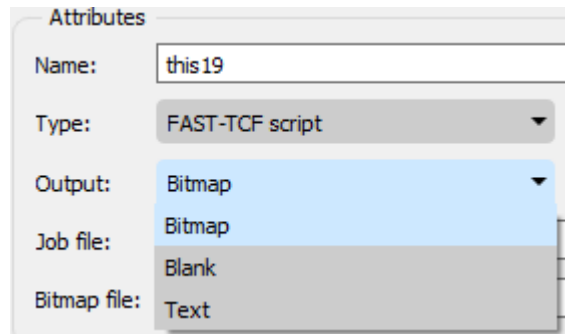 Attributes
Name: this19
Type: FAST-TCF script
Output: Bitmap
Bitmap
Job file:
Blank
Bitmap file: Text